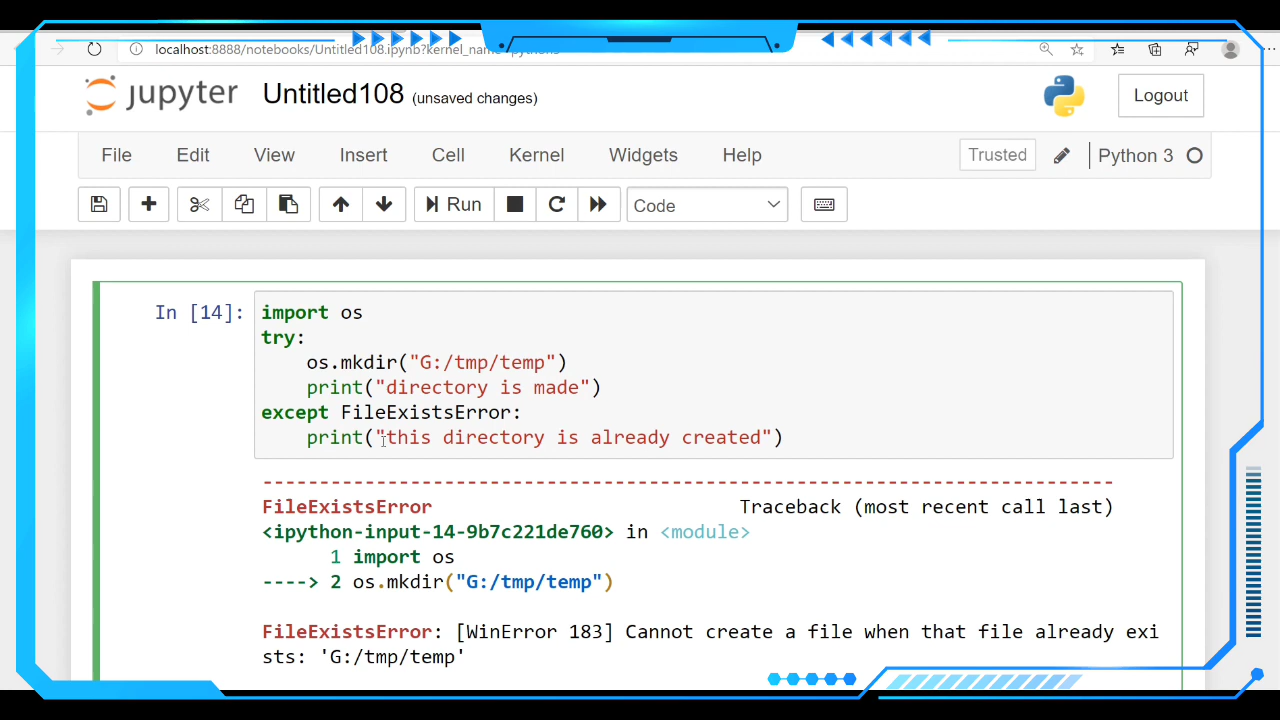 localhost:8888/notebooks/Untitled108.ipynb?kernel_name=python3
jupyter Untitled108 (unsaved changes)
Logout
File Edit View Insert Cell Kernel Widgets Help
Trusted
Python 3
Run
Code
In [14]:
import os
try:
    os.mkdir("G:/tmp/temp")
    print("directory is made")
except FileExistsError:
    print("this directory is already created")
---------------------------------------------------------------------------
FileExistsError                           Traceback (most recent call last)
<ipython-input-14-9b7c221de760> in <module>
      1 import os
----> 2 os.mkdir("G:/tmp/temp")
FileExistsError: [WinError 183] Cannot create a file when that file already exi
sts: 'G:/tmp/temp'